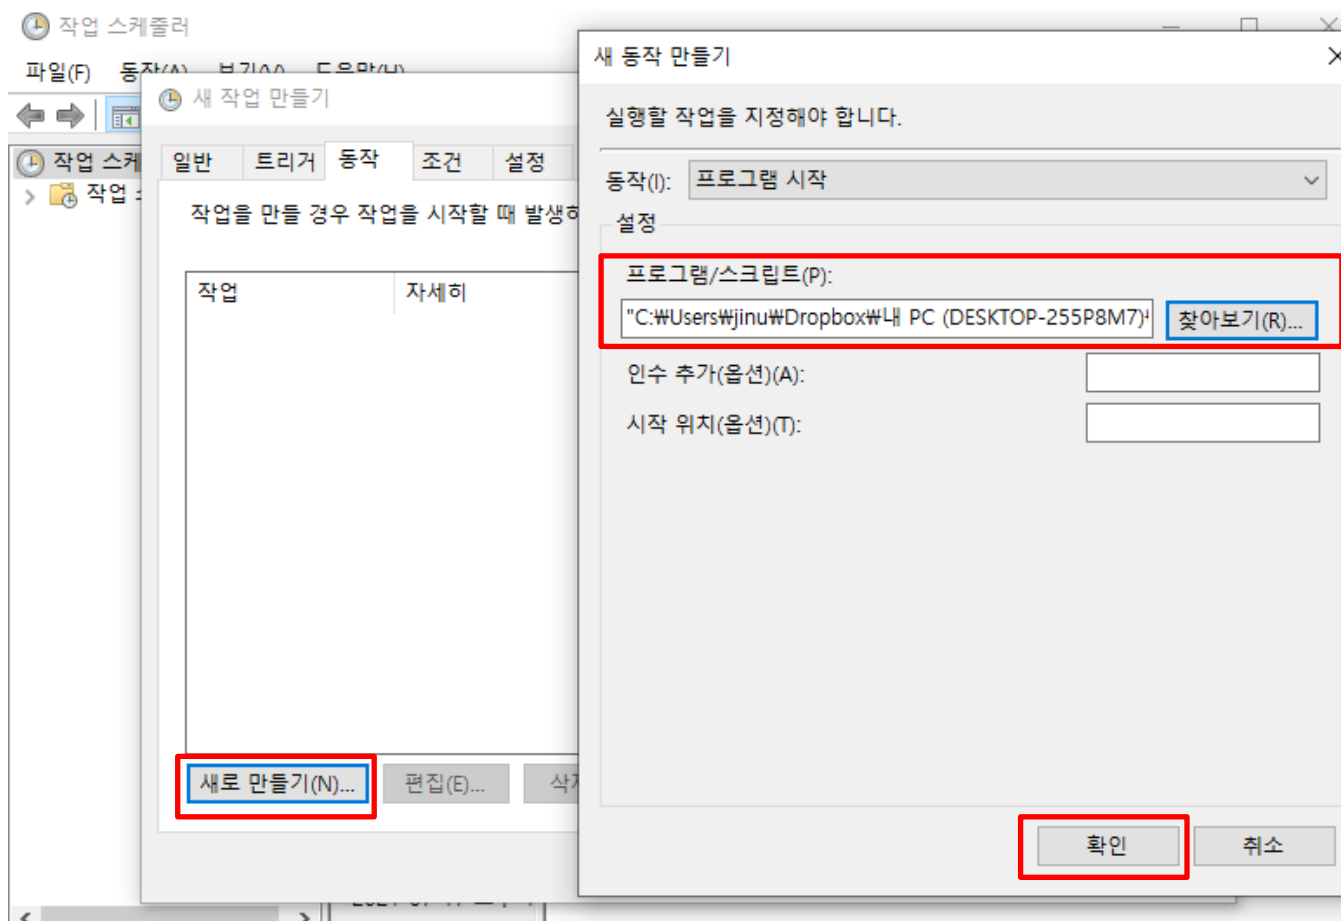 작업 스케줄러
파일(F)
새 작업 만들기
작업 스케
작업
일반 트리거 동작 조건 설정
작업을 만들 경우 작업을 시작할 때
작업 자세히
새로 만들기(N)... 편집(E)...
새 동작 만들기
실행할 작업을 지정해야 합니다.
동작(I): 프로그램 시작
설정
프로그램/스크립트(P):
"C:₩Users₩jinu₩Dropbox₩내 PC (DESKTOP-255P8M7) 찾아보기(R)...
인수 추가(옵션)(A):
시작 위치(옵션)(T):
확인 취소